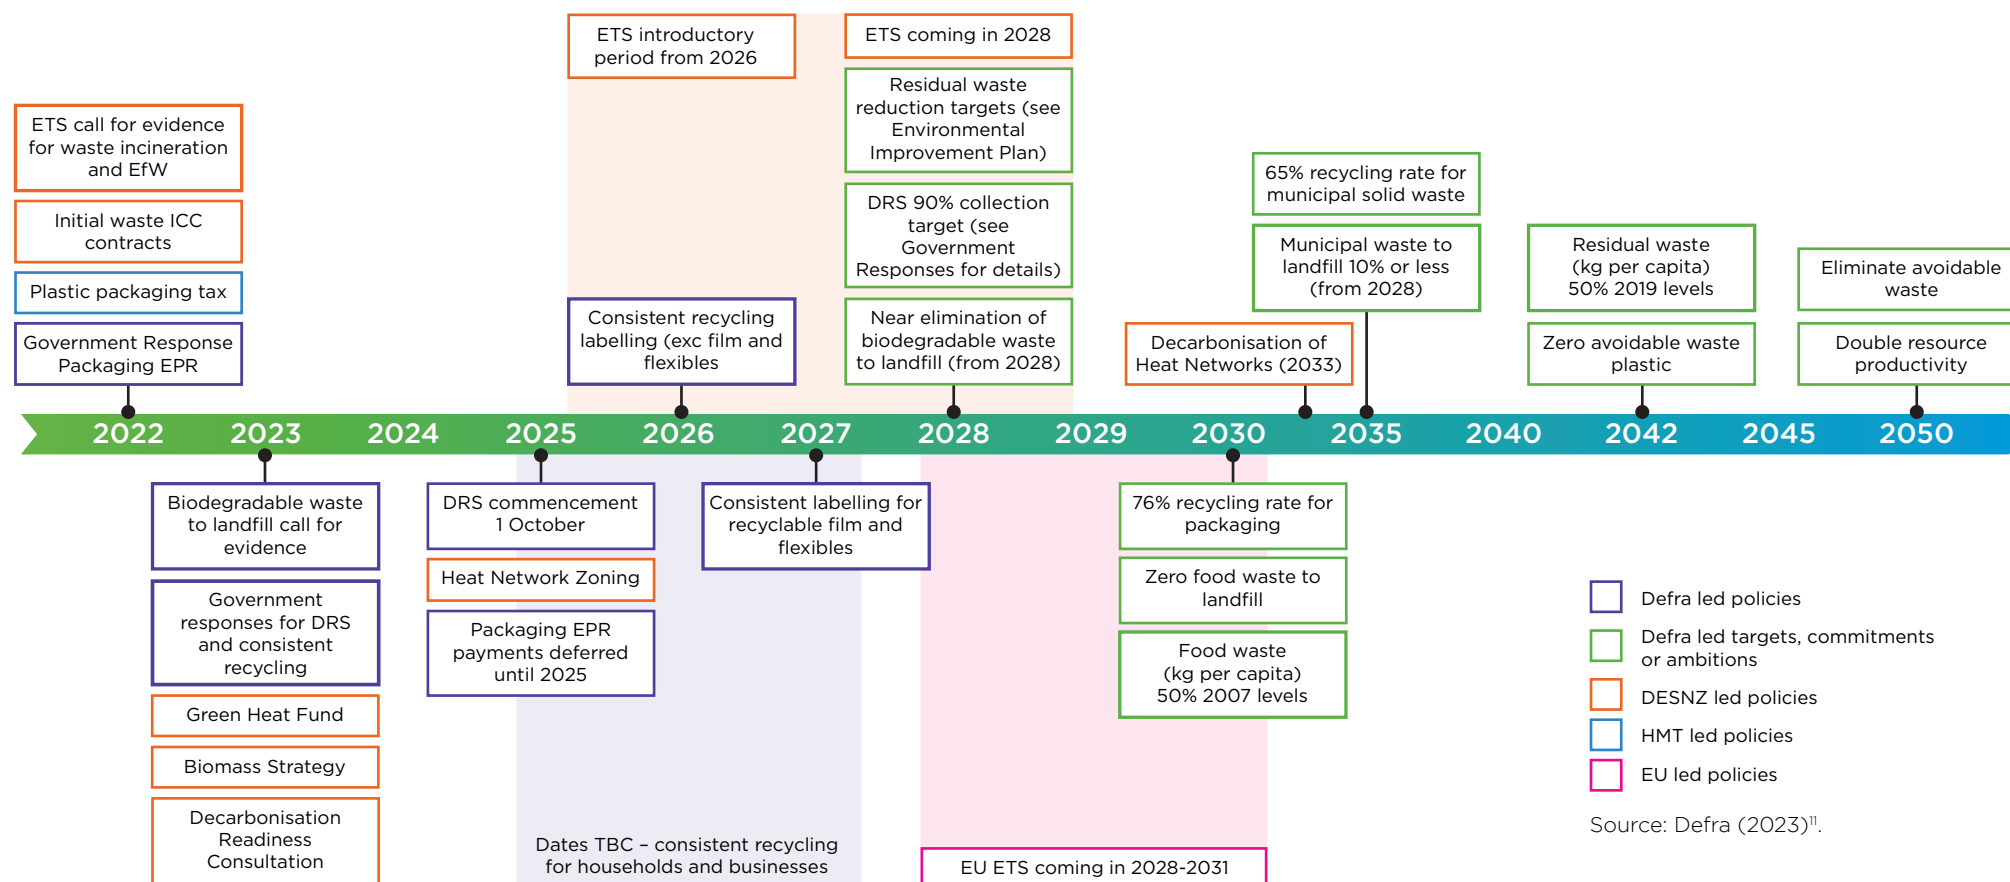 ETS introductory
period from 2026
ETS coming in 2028
Residual waste
reduction targets (see
Environmental
Improvement Plan)
ETS call for evidence
for waste incineration
and EfW
65% recycling rate for
municipal solid waste
DRS 90% collection
target (see
Government
Responses for details)
Initial waste ICC
contracts
Municipal waste to
landfill 10% or less
(from 2028)
Residual waste
(kg per capita)
50% 2019 levels
Eliminate avoidable
waste
Plastic packaging tax
Consistent recycling
labelling (exc film and
flexibles
Near elimination of
biodegradable waste
to landfill (from 2028)
Government Response
Packaging EPR
Decarbonisation of
Heat Networks (2033)
Zero avoidable waste
plastic
Double resource
productivity
2022 2023 2024 2025 2026 2027 2028 2029 2030 2035 2040 2042 2045 2050
Biodegradable waste
to landfill call for
evidence
DRS commencement
1 October
Consistent labelling for
recyclable film and
flexibles
76% recycling rate for
packaging
Heat Network Zoning
Zero food waste to
landfill
Government
responses for DRS
and consistent
recycling
Packaging EPR
payments deferred
until 2025
Food waste
(kg per capita)
50% 2007 levels
Green Heat Fund
Biomass Strategy
Decarbonisation
Readiness
Consultation
Dates TBC – consistent recycling
for households and businesses
EU ETS coming in 2028-2031
Defra led policies
Defra led targets, commitments
or ambitions
DESNZ led policies
HMT led policies
EU led policies
Source: Defra (2023)¹¹.